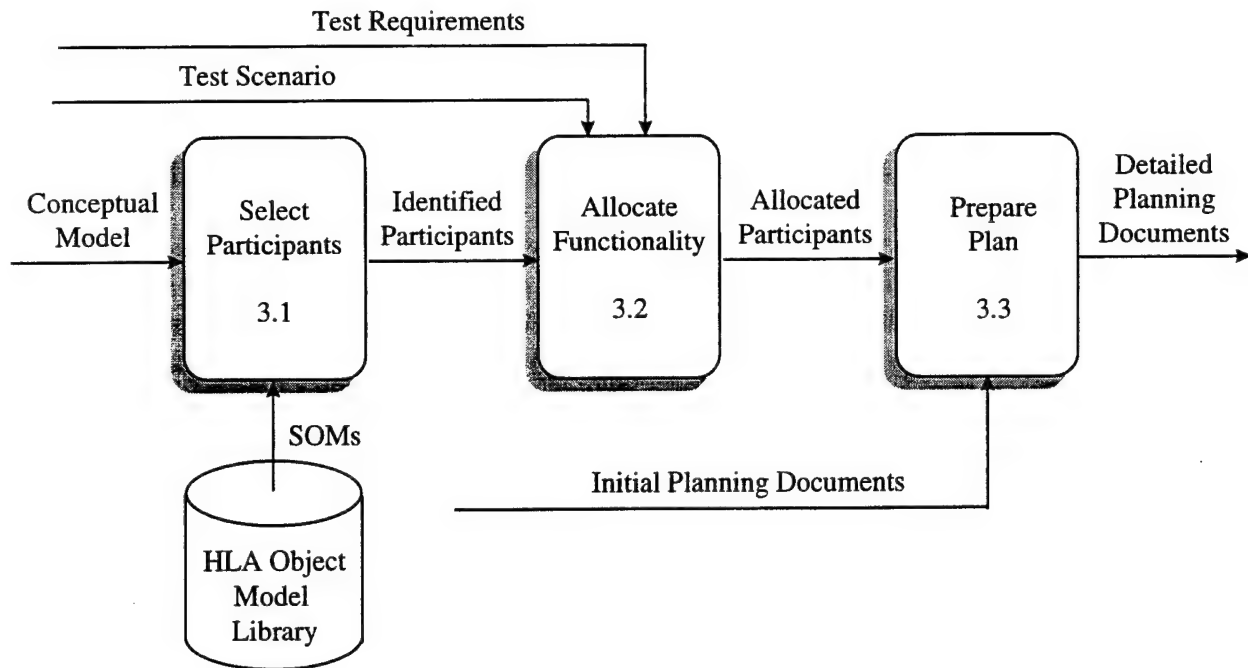 Test Requirements
Test Scenario
Conceptual
Model
Select
Participants
3.1
Identified
Participants
Allocate
Functionality
3.2
Allocated
Participants
Prepare
Plan
3.3
Detailed
Planning
Documents
SOMs
HLA Object
Model
Library
Initial Planning Documents